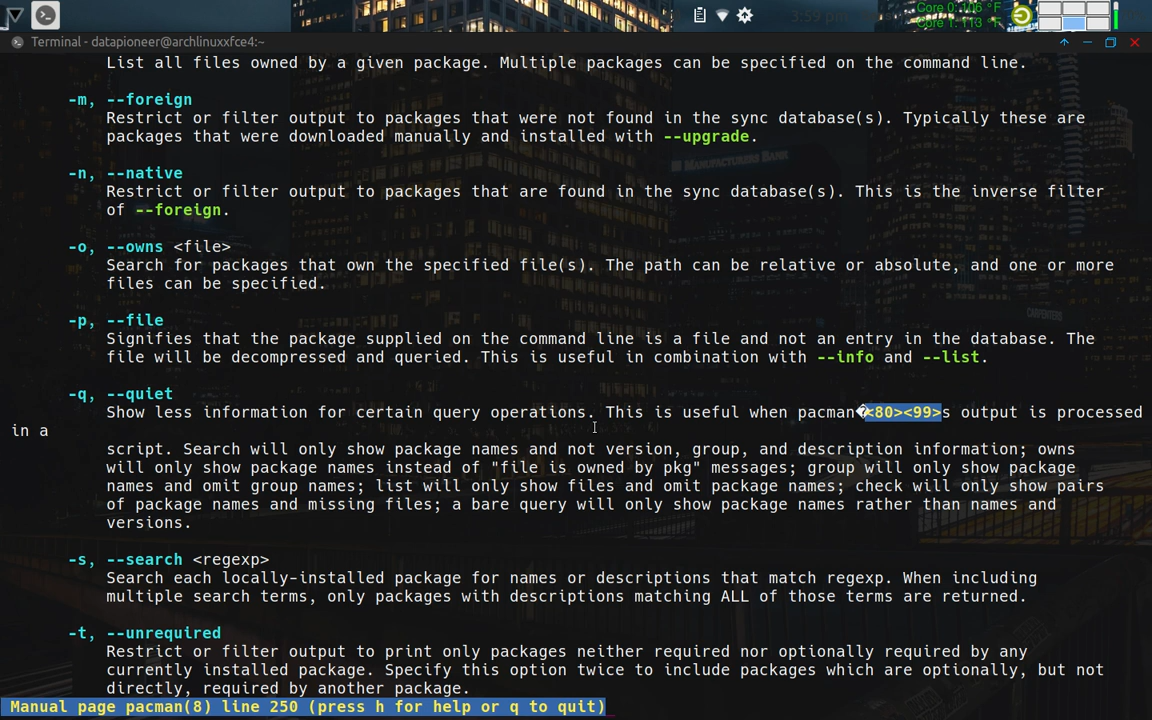 3:59 pm
Core 0: 106 °F
Core 1: 113 °F
Terminal - datapioneer@archlinuxxfce4:~
List all files owned by a given package. Multiple packages can be specified on the command line.
-m, --foreign
Restrict or filter output to packages that were not found in the sync database(s). Typically these are
packages that were downloaded manually and installed with --upgrade.
-n, --native
Restrict or filter output to packages that are found in the sync database(s). This is the inverse filter
of --foreign.
-o, --owns <file>
Search for packages that own the specified file(s). The path can be relative or absolute, and one or more
files can be specified.
-p, --file
Signifies that the package supplied on the command line is a file and not an entry in the database. The
file will be decompressed and queried. This is useful in combination with --info and --list.
-q, --quiet
Show less information for certain query operations. This is useful when pacman�<80><99>s output is processed
in a
script. Search will only show package names and not version, group, and description information; owns
will only show package names instead of "file is owned by pkg" messages; group will only show package
names and omit group names; list will only show files and omit package names; check will only show pairs
of package names and missing files; a bare query will only show package names rather than names and
versions.
-s, --search <regexp>
Search each locally-installed package for names or descriptions that match regexp. When including
multiple search terms, only packages with descriptions matching ALL of those terms are returned.
-t, --unrequired
Restrict or filter output to print only packages neither required nor optionally required by any
currently installed package. Specify this option twice to include packages which are optionally, but not
directly, required by another package.
Manual page pacman(8) line 250 (press h for help or q to quit)
MANUFACTURERS BANK
CARPENTERS